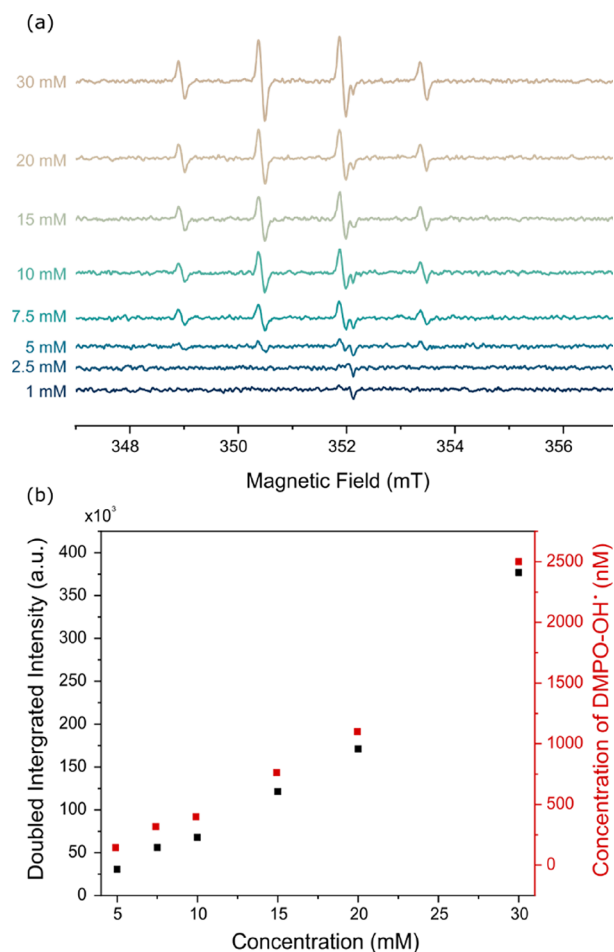 (a)
30 mM
20 mM
15 mM
10 mM
7.5 mM
5 mM
2.5 mM
1 mM
348 350 352 354 356
Magnetic Field (mT)
(b)
x10³
400
350
300
250
200
150
100
50
0
Doubled Intergrated Intensity (a.u.)
2500
2000
1500
1000
500
0
Concentration of DMPO-OH• (nM)
5 10 15 20 25 30
Concentration (mM)